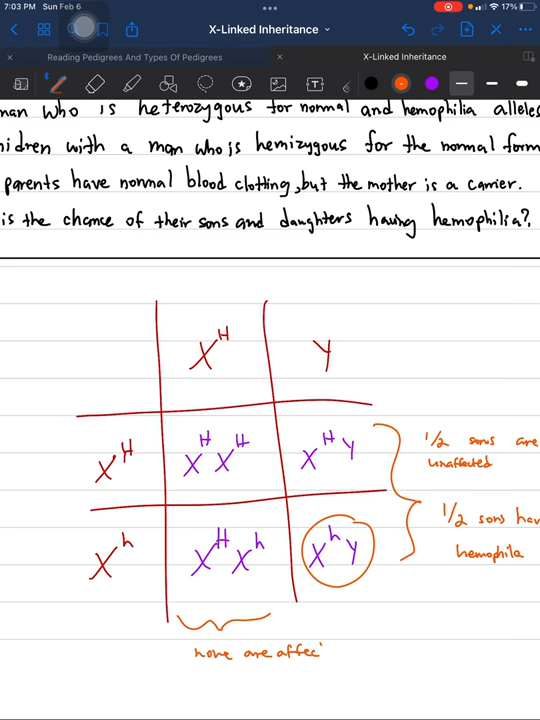 7:03 PM Sun Feb 6
17%
X-Linked Inheritance
Reading Pedigrees And Types Of Pedigrees
X-Linked Inheritance
man who is heterozygous for normal and hemophilia alleles
hildren with a man who is hemizygous for the normal form
parents have normal blood clotting, but the mother is a carrier.
is the chance of their sons and daughters having hemophilia?
X^H Y
X^H X^H X^H X^H Y
X^h X^H X^h X^h Y
1/2 sons are
unaffected
1/2 sons hav
hemophila
none are affec